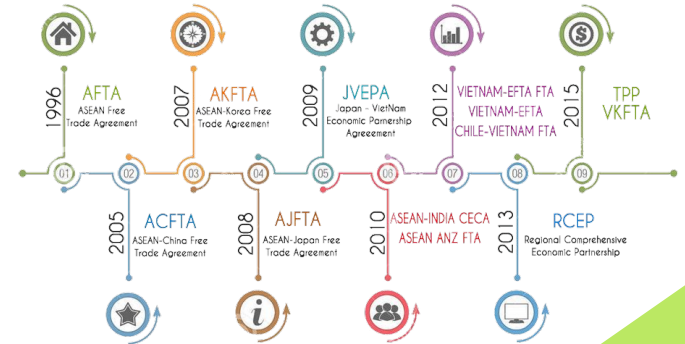 1996
AFTA
ASEAN Free
Trade Agreement
2007
AKFTA
ASEAN-Korea Free
Trade Agreement
2009
JVEPA
Japan - VietNam
Economic Parnership
Agreeement
2012
VIETNAM-EFTA FTA
VIETNAM-EFTA
CHILE-VIETNAM FTA
2015
TPP
VKFTA
01
02
03
04
05
06
07
08
09
2005
ACFTA
ASEAN-China Free
Trade Agreement
2008
AJFTA
ASEAN-Japan Free
Trade Agreement
2010
ASEAN-INDIA CECA
ASEAN ANZ FTA
2013
RCEP
Regional Comprehensive
Economic Partnership